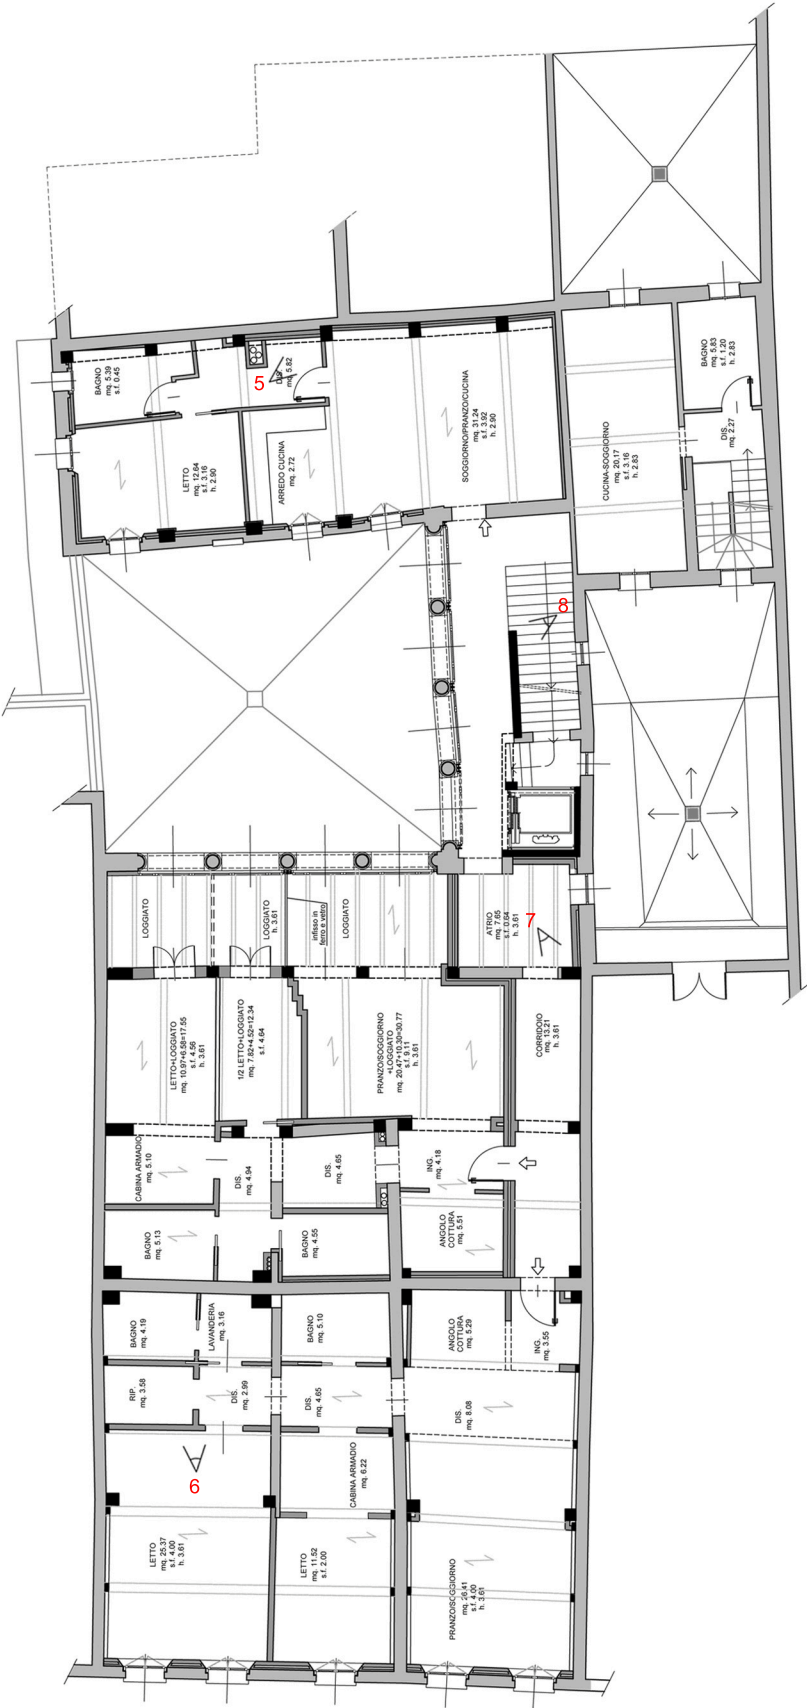 BAGNO
mq. 5.39
s.f. 0.45
5
DIS.
mq. 5.82
LETTO
mq. 12.64
s.f. 3.16
h. 2.90
ARREDO CUCINA
mq. 2.72
SOGGIORNO/PRANZO/CUCINA
mq. 31.24
s.f. 3.92
h. 2.90
CUCINA-SOGGIORNO
mq. 20,17
s.f. 3.16
h. 2.83
BAGNO
mq. 5.83
s.f. 1.20
h. 2.83
DIS.
mq. 2.27
8
LOGGIATO
LOGGIATO
h. 3.61
infisso in
ferro e vetro
LOGGIATO
ATRIO
mq. 7.65
s.f. 0.64
h. 3.61
7
LETTO+LOGGIATO
mq. 10.97+6.58=17.55
s.f. 4.56
h. 3.61
1/2 LETTO+LOGGIATO
mq. 7.82+4.52=12.34
s.f. 4.64
PRANZO/SOGGIORNO
+LOGGIATO
mq. 20.47+10.30=30.77
s.f. 9.11
h. 3.61
CORRIDOIO
mq. 13.21
h. 3.61
CABINA ARMADIO
mq. 5.10
DIS.
mq. 4.94
DIS.
mq. 4.65
ING.
mq. 4.18
BAGNO
mq. 5.13
BAGNO
mq. 4.55
ANGOLO
COTTURA
mq. 5.51
BAGNO
mq. 4.19
LAVANDERIA
mq. 3.16
BAGNO
mq. 5.10
ANGOLO
COTTURA
mq. 5.29
ING.
mq. 3.55
RIP.
mq. 3.58
DIS.
mq. 2.99
DIS.
mq. 4.65
DIS.
mq. 8.08
6
CABINA ARMADIO
mq. 6.22
LETTO
mq. 25.37
s.f. 4.00
h. 3.61
LETTO
mq. 11.52
s.f. 2.00
PRANZO/SOGGIORNO
mq. 26.41
s.f. 4.00
h. 3.61